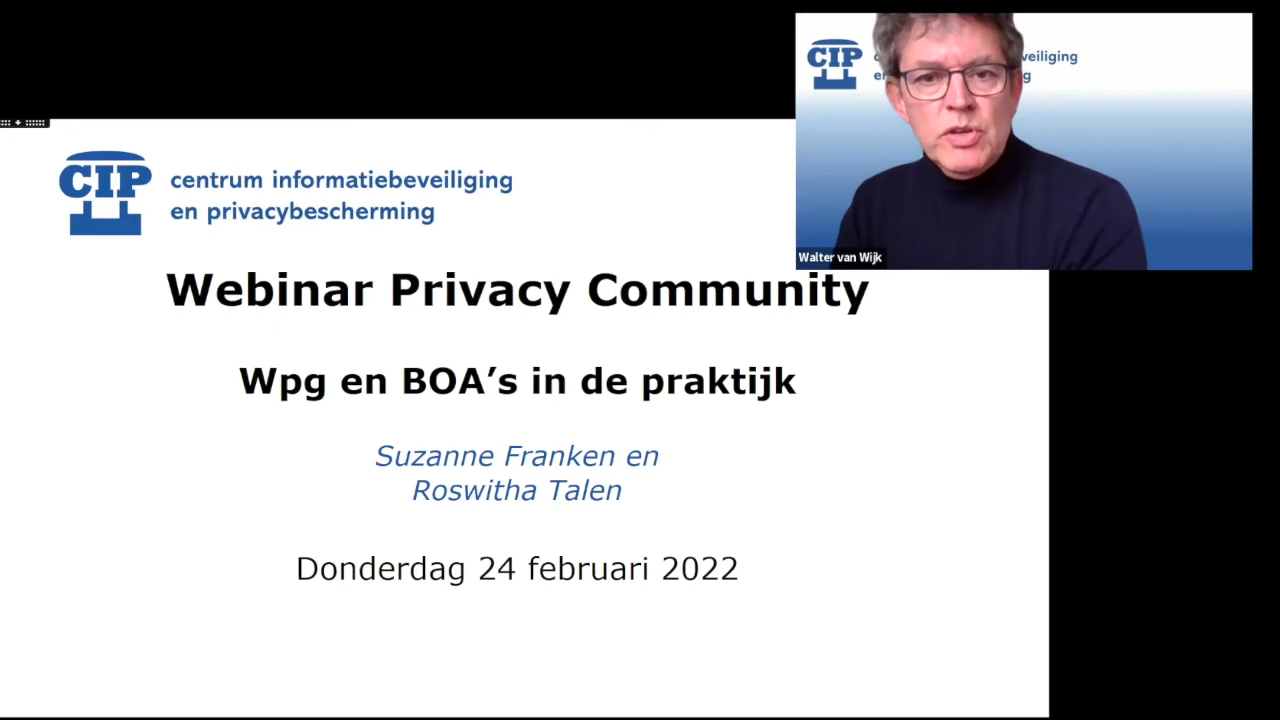 CIP
centrum informatiebeveiliging
en privacybescherming
Webinar Privacy Community
Wpg en BOA’s in de praktijk
Suzanne Franken en
Roswitha Talen
Donderdag 24 februari 2022
CIP
Walter van Wijk